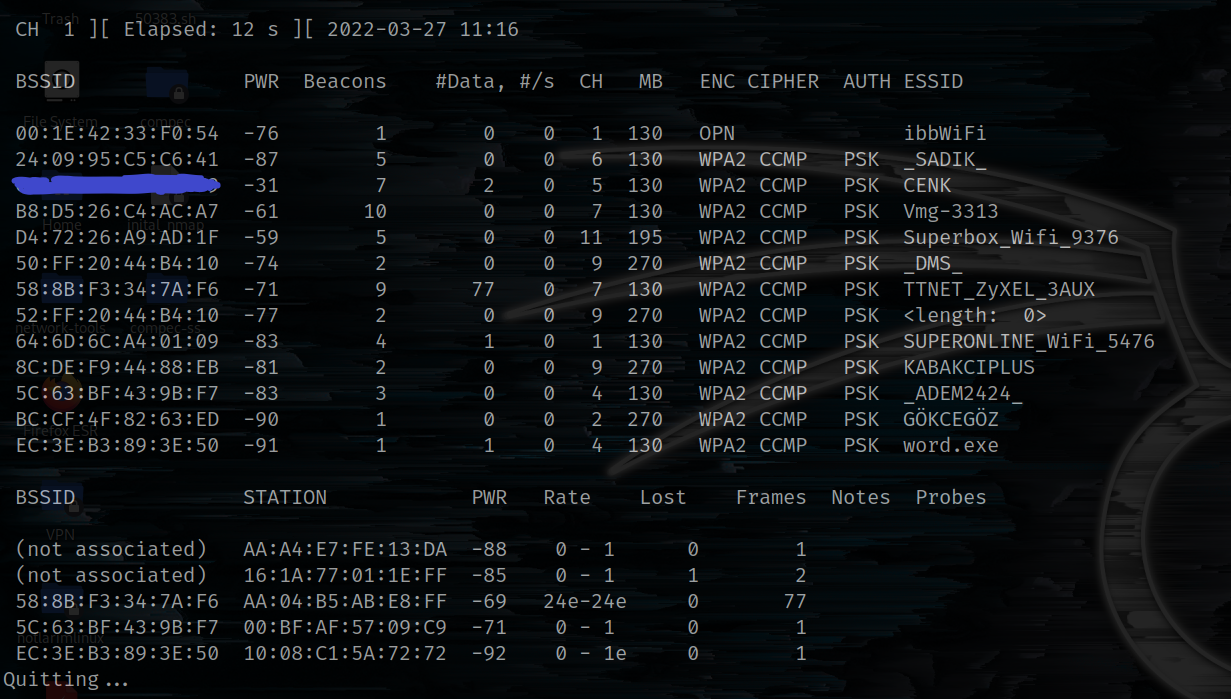 Trash 50383.sh
CH  1 ][ Elapsed: 12 s ][ 2022-03-27 11:16
BSSID PWR Beacons #Data, #/s CH MB ENC CIPHER AUTH ESSID
File System compec
00:1E:42:33:F0:54 -76 1 0 0 1 130 OPN ibbWiFi
24:09:95:C5:C6:41 -87 5 0 0 6 130 WPA2 CCMP PSK _SADIK_
-31 7 2 0 5 130 WPA2 CCMP PSK CENK
B8:D5:26:C4:AC:A7 -61 10 0 0 7 130 WPA2 CCMP PSK Vmg-3313
Home inital_nmap
D4:72:26:A9:AD:1F -59 5 0 0 11 195 WPA2 CCMP PSK Superbox_Wifi_9376
50:FF:20:44:B4:10 -74 2 0 0 9 270 WPA2 CCMP PSK _DMS_
58:8B:F3:34:7A:F6 -71 9 77 0 7 130 WPA2 CCMP PSK TTNET_ZyXEL_3AUX
52:FF:20:44:B4:10 -77 2 0 0 9 270 WPA2 CCMP PSK <length:  0>
network-tools compec-ss
64:6D:6C:A4:01:09 -83 4 1 0 1 130 WPA2 CCMP PSK SUPERONLINE_WiFi_5476
8C:DE:F9:44:88:EB -81 2 0 0 9 270 WPA2 CCMP PSK KABAKCIPLUS
5C:63:BF:43:9B:F7 -83 3 0 0 4 130 WPA2 CCMP PSK _ADEM2424_
BC:CF:4F:82:63:ED -90 1 0 0 2 270 WPA2 CCMP PSK GÖKCEGÖZ
Firefox ESR
EC:3E:B3:89:3E:50 -91 1 1 0 4 130 WPA2 CCMP PSK word.exe
BSSID STATION PWR Rate Lost Frames Notes Probes
VPN
(not associated) AA:A4:E7:FE:13:DA -88 0 - 1 0 1
(not associated) 16:1A:77:01:1E:FF -85 0 - 1 1 2
58:8B:F3:34:7A:F6 AA:04:B5:AB:E8:FF -69 24e-24e 0 77
5C:63:BF:43:9B:F7 00:BF:AF:57:09:C9 -71 0 - 1 0 1
notlarimlinux
EC:3E:B3:89:3E:50 10:08:C1:5A:72:72 -92 0 - 1e 0 1
Quitting...